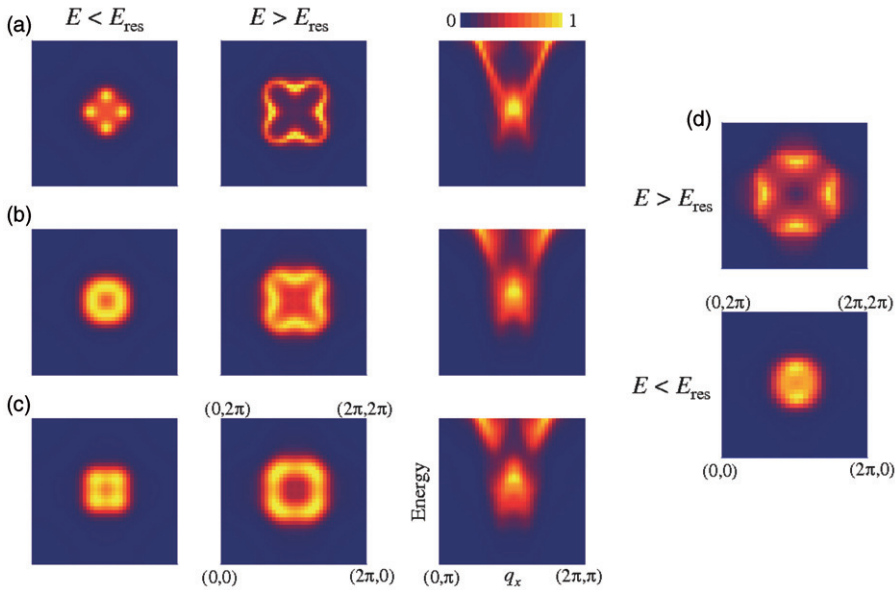 (a)
E < E_res
E > E_res
0 1
(b)
(c)
(0,2π) (2π,2π)
(0,0) (2π,0)
Energy
(0,π) q_x (2π,π)
(d)
E > E_res
(0,2π) (2π,2π)
E < E_res
(0,0) (2π,0)